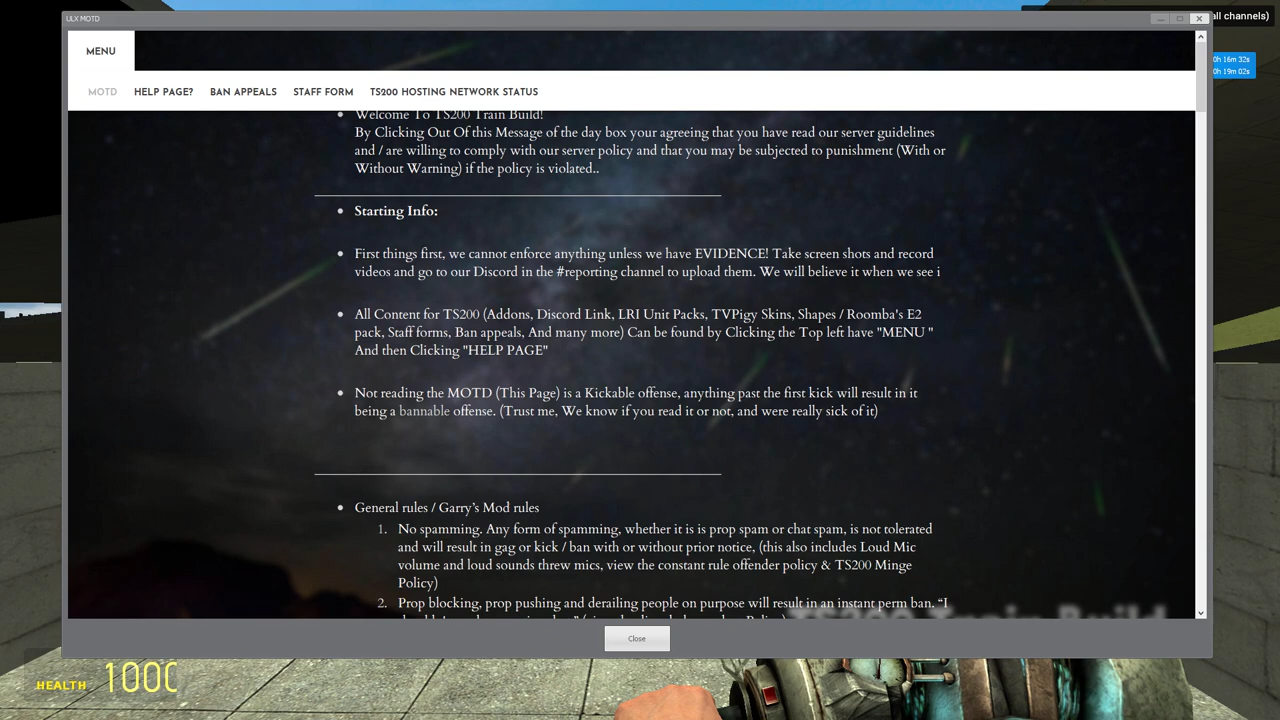 ULX MOTD
all channels)
MENU
0h 16m 32s
0h 19m 02s
MOTD HELP PAGE? BAN APPEALS STAFF FORM TS200 HOSTING NETWORK STATUS
Welcome To TS200 Train Build!
By Clicking Out Of this Message of the day box your agreeing that you have read our server guidelines
and / are willing to comply with our server policy and that you may be subjected to punishment (With or
Without Warning) if the policy is violated..
Starting Info:
First things first, we cannot enforce anything unless we have EVIDENCE! Take screen shots and record
videos and go to our Discord in the #reporting channel to upload them. We will believe it when we see i
All Content for TS200 (Addons, Discord Link, LRI Unit Packs, TVPigy Skins, Shapes / Roomba's E2
pack, Staff forms, Ban appeals, And many more) Can be found by Clicking the Top left have "MENU "
And then Clicking "HELP PAGE"
Not reading the MOTD (This Page) is a Kickable offense, anything past the first kick will result in it
being a bannable offense. (Trust me, We know if you read it or not, and were really sick of it)
General rules / Garry's Mod rules
1. No spamming. Any form of spamming, whether it is is prop spam or chat spam, is not tolerated
and will result in gag or kick / ban with or without prior notice, (this also includes Loud Mic
volume and loud sounds threw mics, view the constant rule offender policy & TS200 Minge
Policy)
2. Prop blocking, prop pushing and derailing people on purpose will result in an instant perm ban. “I
TS200 Train Build
Close
HEALTH 100